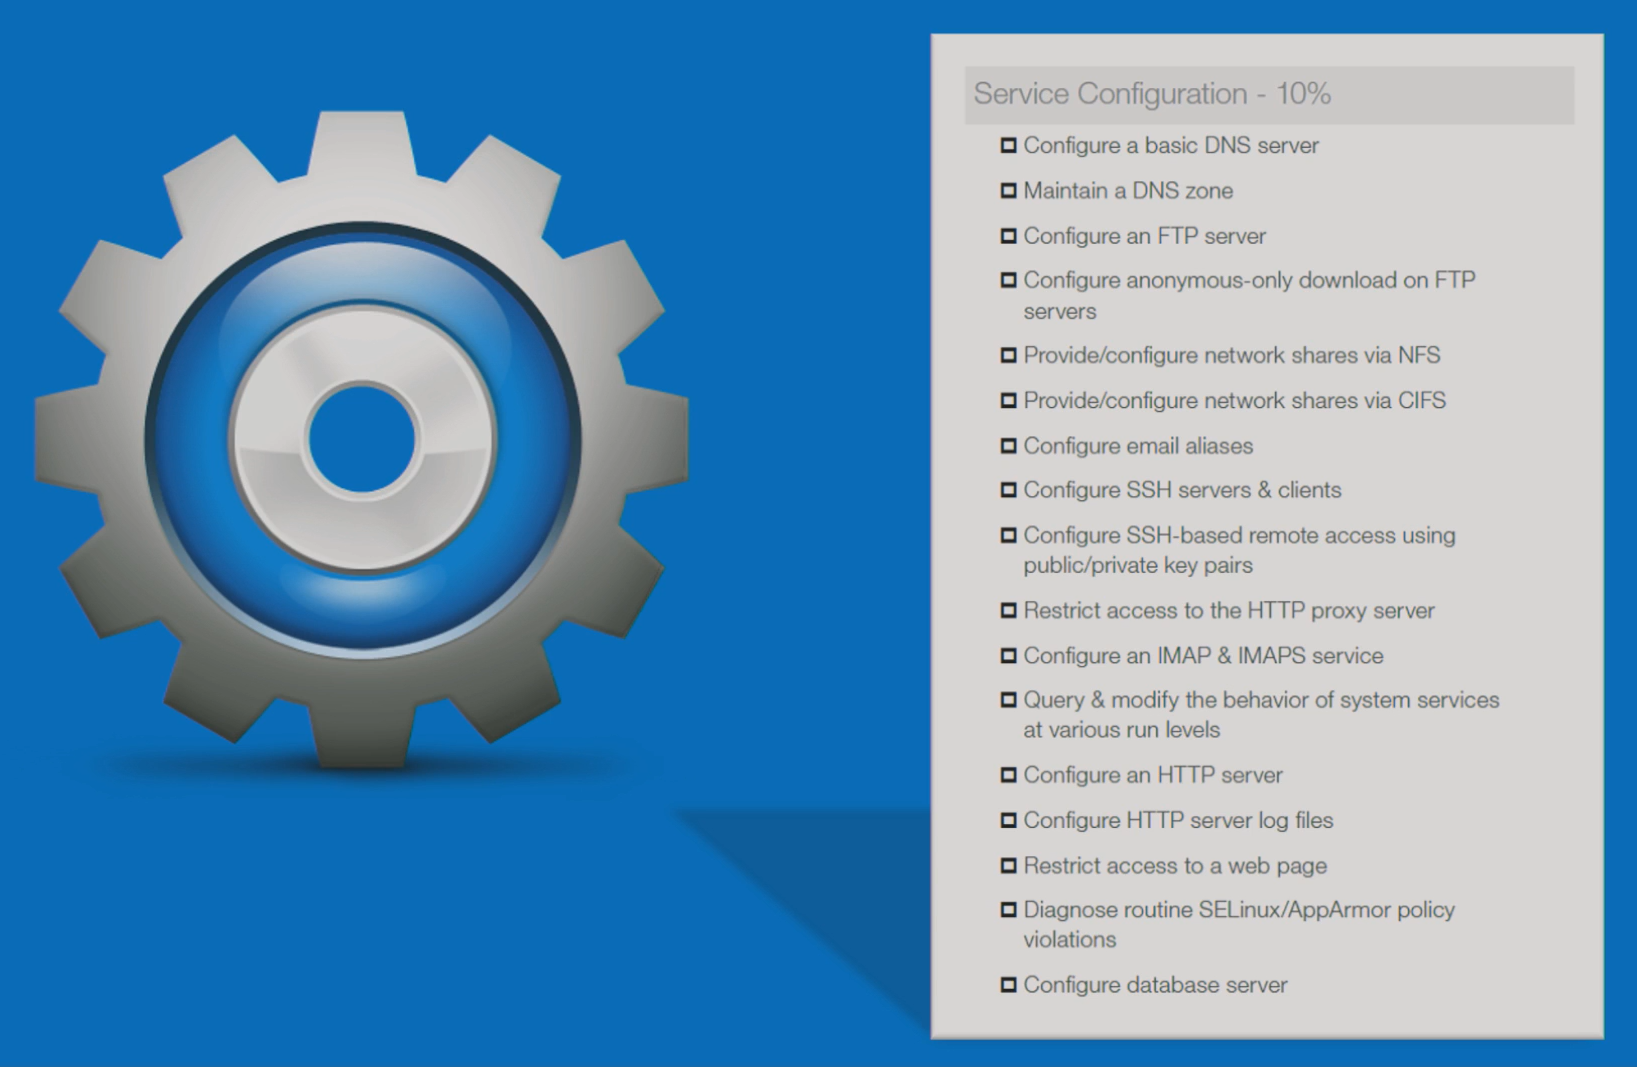 Service Configuration - 10%
Configure a basic DNS server
Maintain a DNS zone
Configure an FTP server
Configure anonymous-only download on FTP
servers
Provide/configure network shares via NFS
Provide/configure network shares via CIFS
Configure email aliases
Configure SSH servers & clients
Configure SSH-based remote access using
public/private key pairs
Restrict access to the HTTP proxy server
Configure an IMAP & IMAPS service
Query & modify the behavior of system services
at various run levels
Configure an HTTP server
Configure HTTP server log files
Restrict access to a web page
Diagnose routine SELinux/AppArmor policy
violations
Configure database server